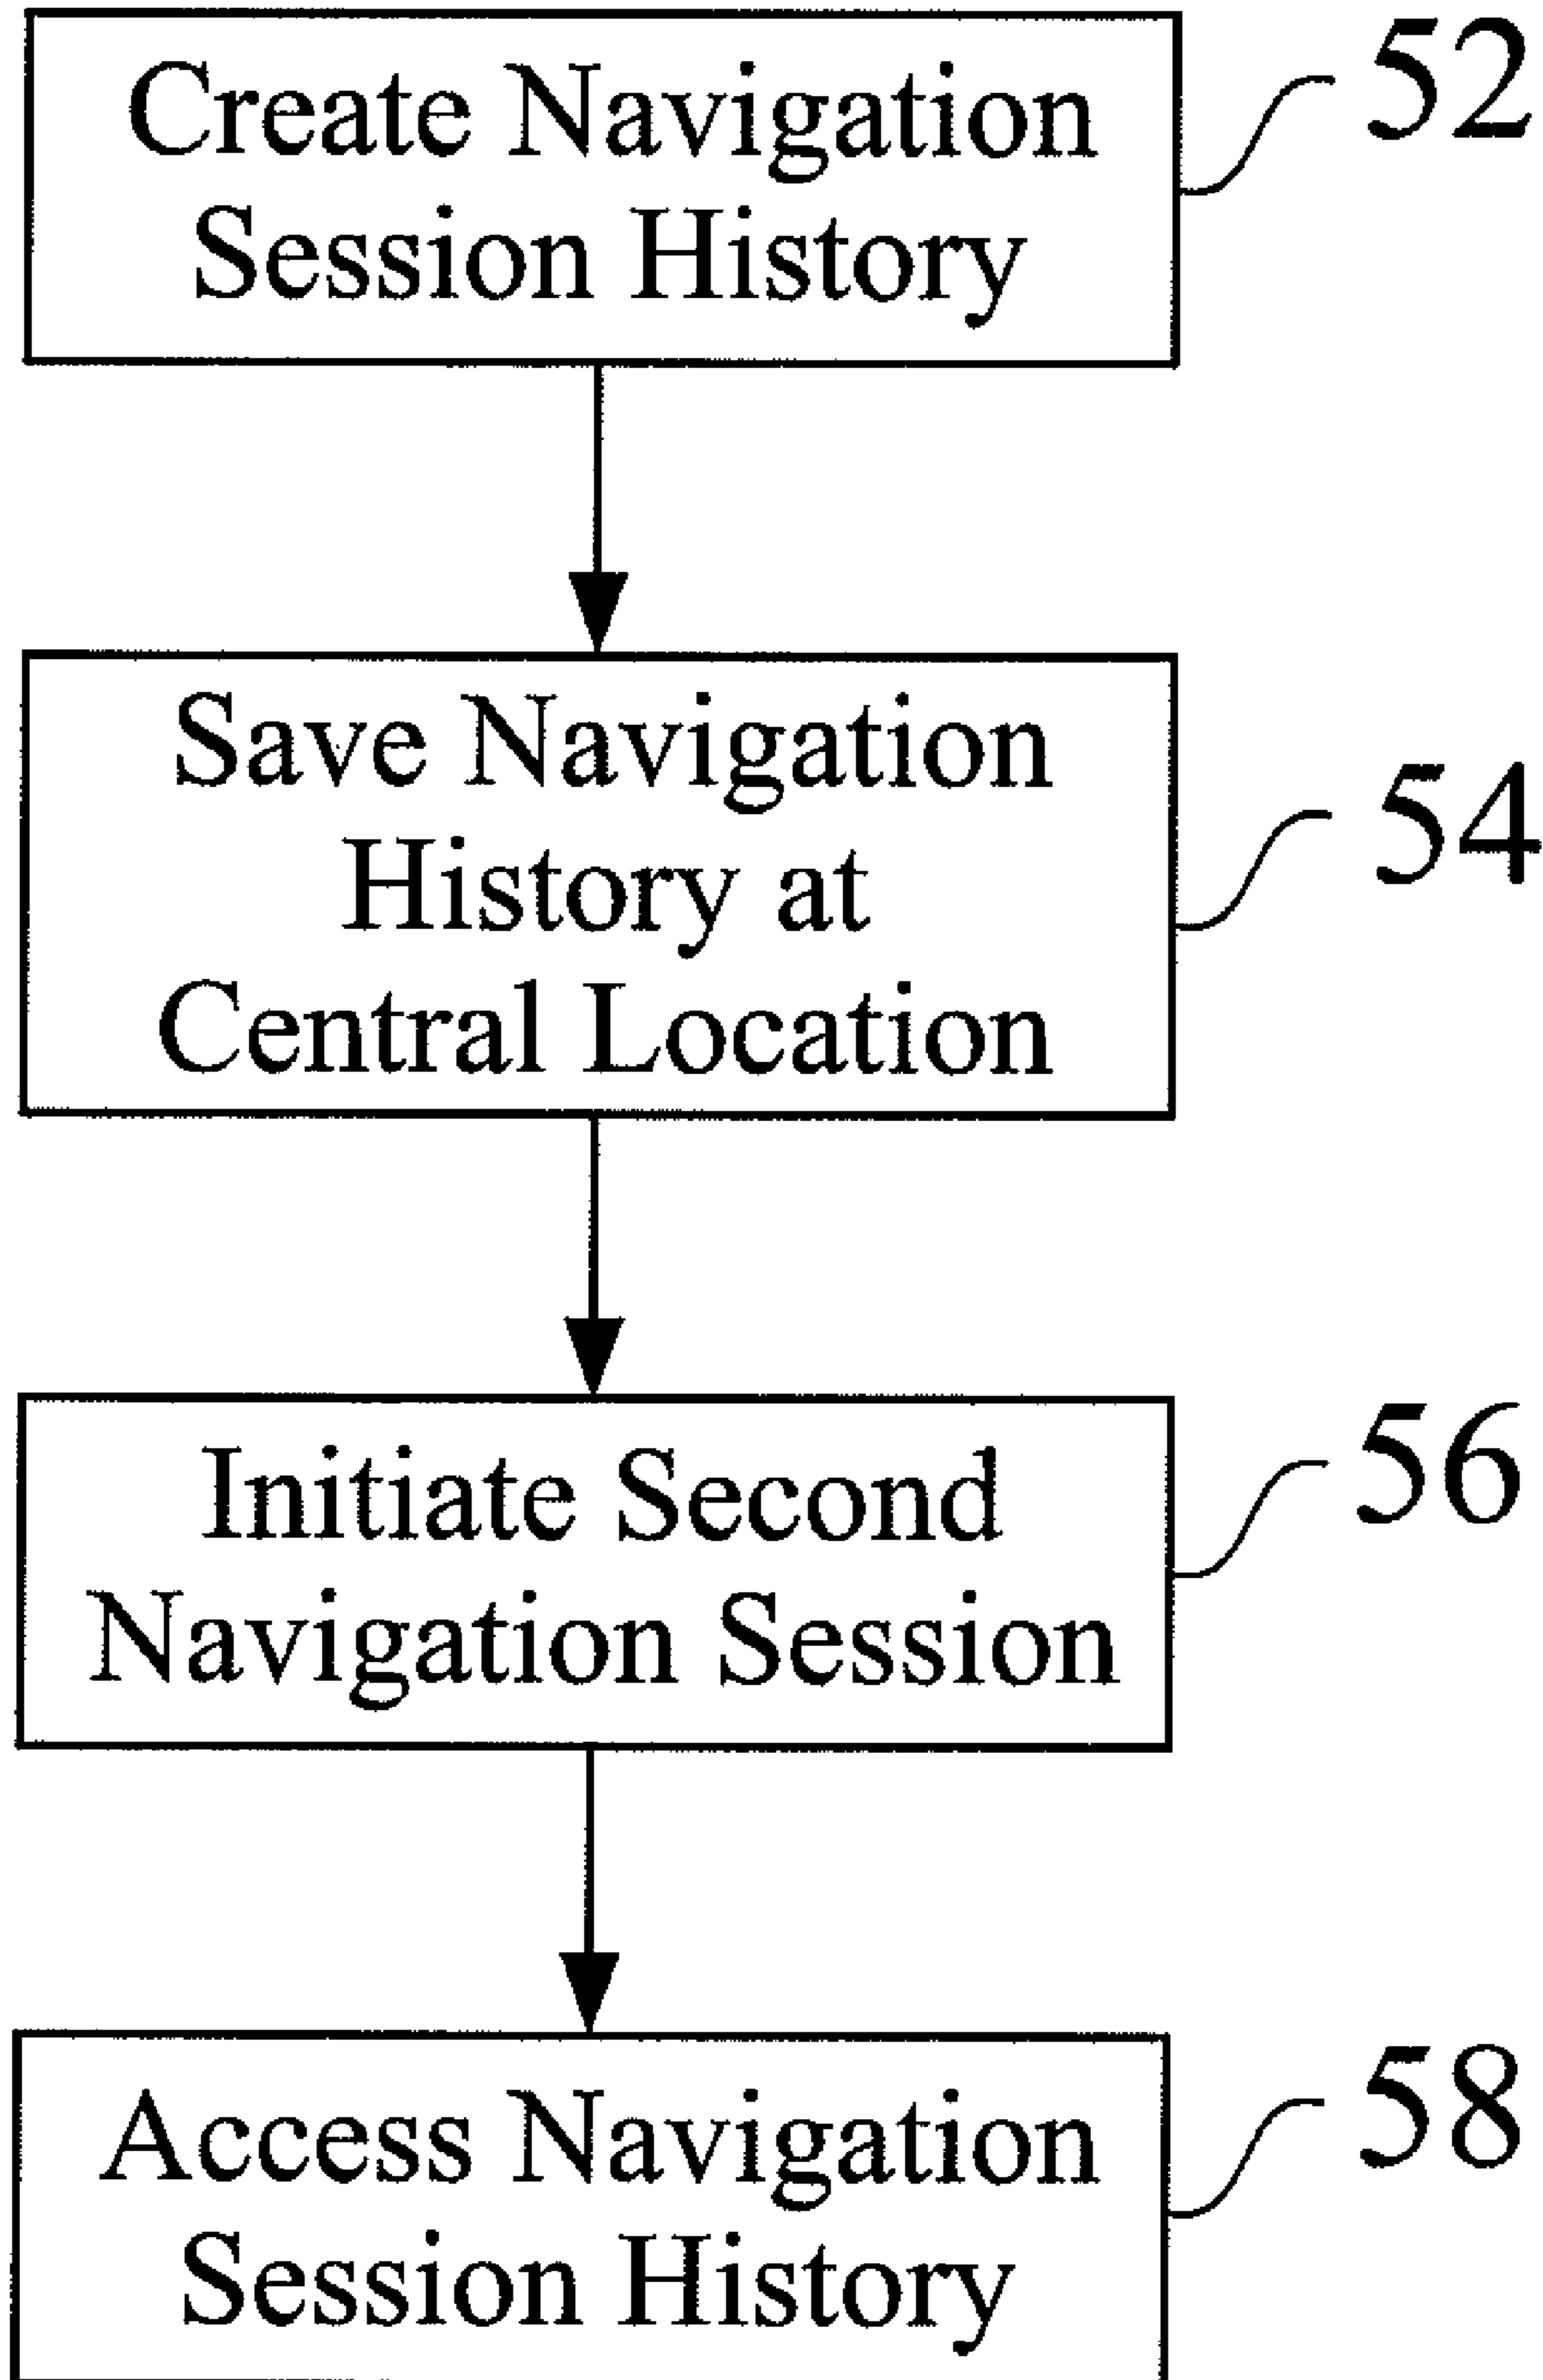 Create Navigation
Session History
52
Save Navigation
History at
Central Location
54
Initiate Second
Navigation Session
56
Access Navigation
Session History
58